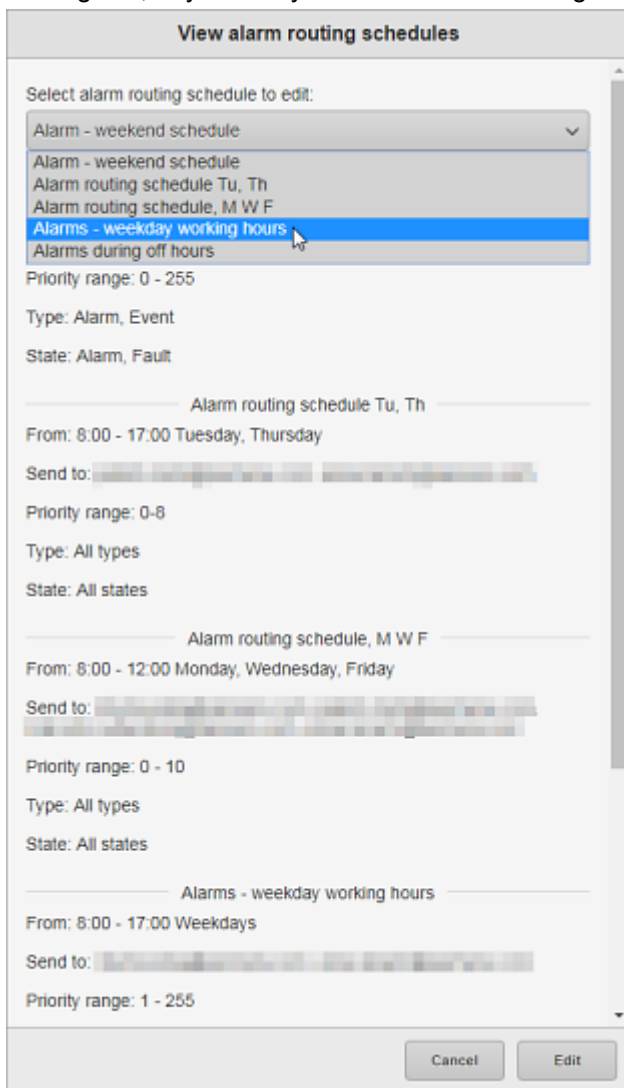 View alarm routing schedules
Select alarm routing schedule to edit:
Alarm - weekend schedule
Alarm - weekend schedule
Alarm routing schedule Tu, Th
Alarm routing schedule, M W F
Alarms - weekday working hours
Alarms during off hours
Priority range: 0 - 255
Type: Alarm, Event
State: Alarm, Fault
Alarm routing schedule Tu, Th
From: 8:00 - 17:00 Tuesday, Thursday
Send to:
Priority range: 0-8
Type: All types
State: All states
Alarm routing schedule, M W F
From: 8:00 - 12:00 Monday, Wednesday, Friday
Send to:
Priority range: 0 - 10
Type: All types
State: All states
Alarms - weekday working hours
From: 8:00 - 17:00 Weekdays
Send to:
Priority range: 1 - 255
Cancel Edit